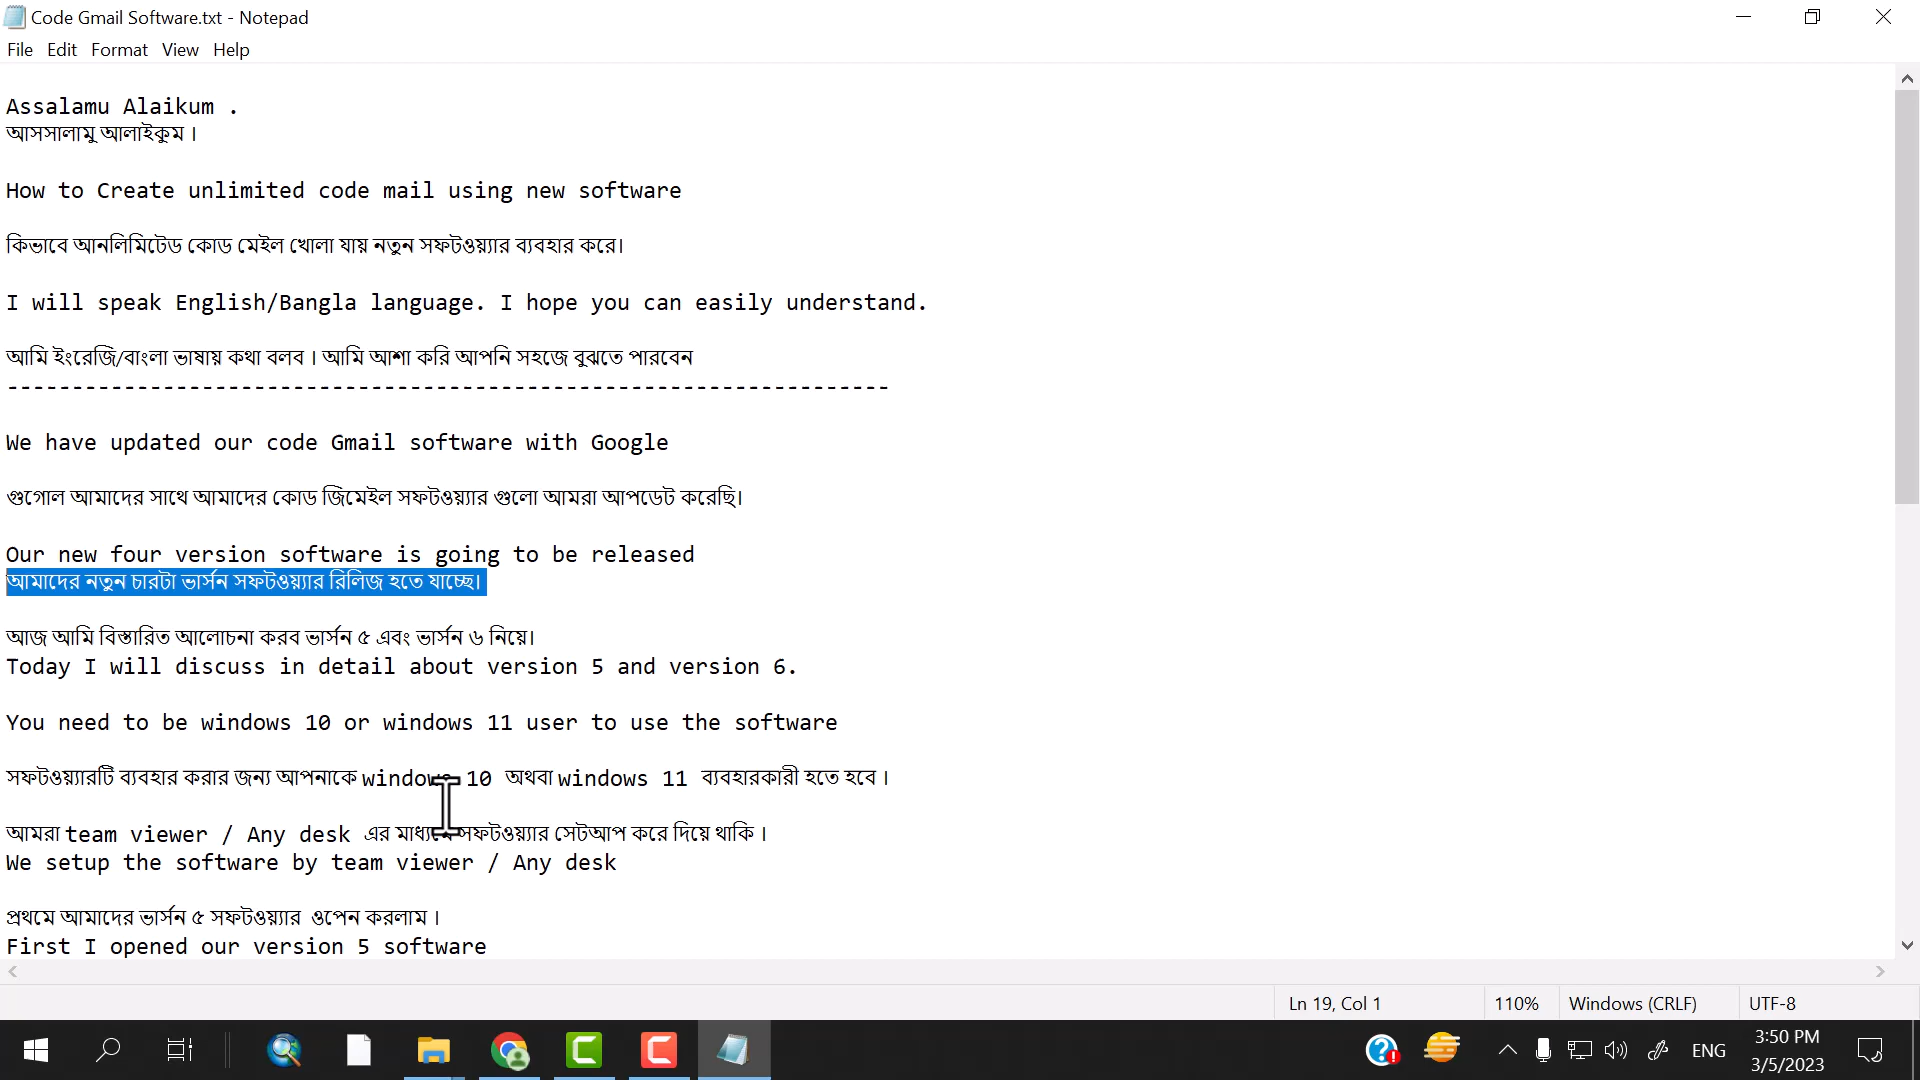 Code Gmail Software.txt - Notepad
File Edit Format View Help
Assalamu Alaikum .
আসসালামু আলাইকুম ।
How to Create unlimited code mail using new software
কিভাবে আনলিমিটেড কোড মেইল খোলা যায় নতুন সফটওয়্যার ব্যবহার করে।
I will speak English/Bangla language. I hope you can easily understand.
আমি ইংরেজি/বাংলা ভাষায় কথা বলব । আমি আশা করি আপনি সহজে বুঝতে পারবেন
--------------------------------------------------------------------
We have updated our code Gmail software with Google
গুগোল আমাদের সাথে আমাদের কোড জিমেইল সফটওয়্যার গুলো আমরা আপডেট করেছি।
Our new four version software is going to be released
আমাদের নতুন চারটা ভার্সন সফটওয়্যার রিলিজ হতে যাচ্ছে।
আজ আমি বিস্তারিত আলোচনা করব ভার্সন ৫ এবং ভার্সন ৬ নিয়ে।
Today I will discuss in detail about version 5 and version 6.
You need to be windows 10 or windows 11 user to use the software
সফটওয়্যারটি ব্যবহার করার জন্য আপনাকে windows 10 অথবা windows 11 ব্যবহারকারী হতে হবে ।
আমরা team viewer / Any desk এর মাধ্যমে সফটওয়্যার সেটআপ করে দিয়ে থাকি ।
We setup the software by team viewer / Any desk
প্রথমে আমাদের ভার্সন ৫ সফটওয়্যার ওপেন করলাম ।
First I opened our version 5 software
Ln 19, Col 1 110% Windows (CRLF) UTF-8
ENG 3:50 PM
3/5/2023